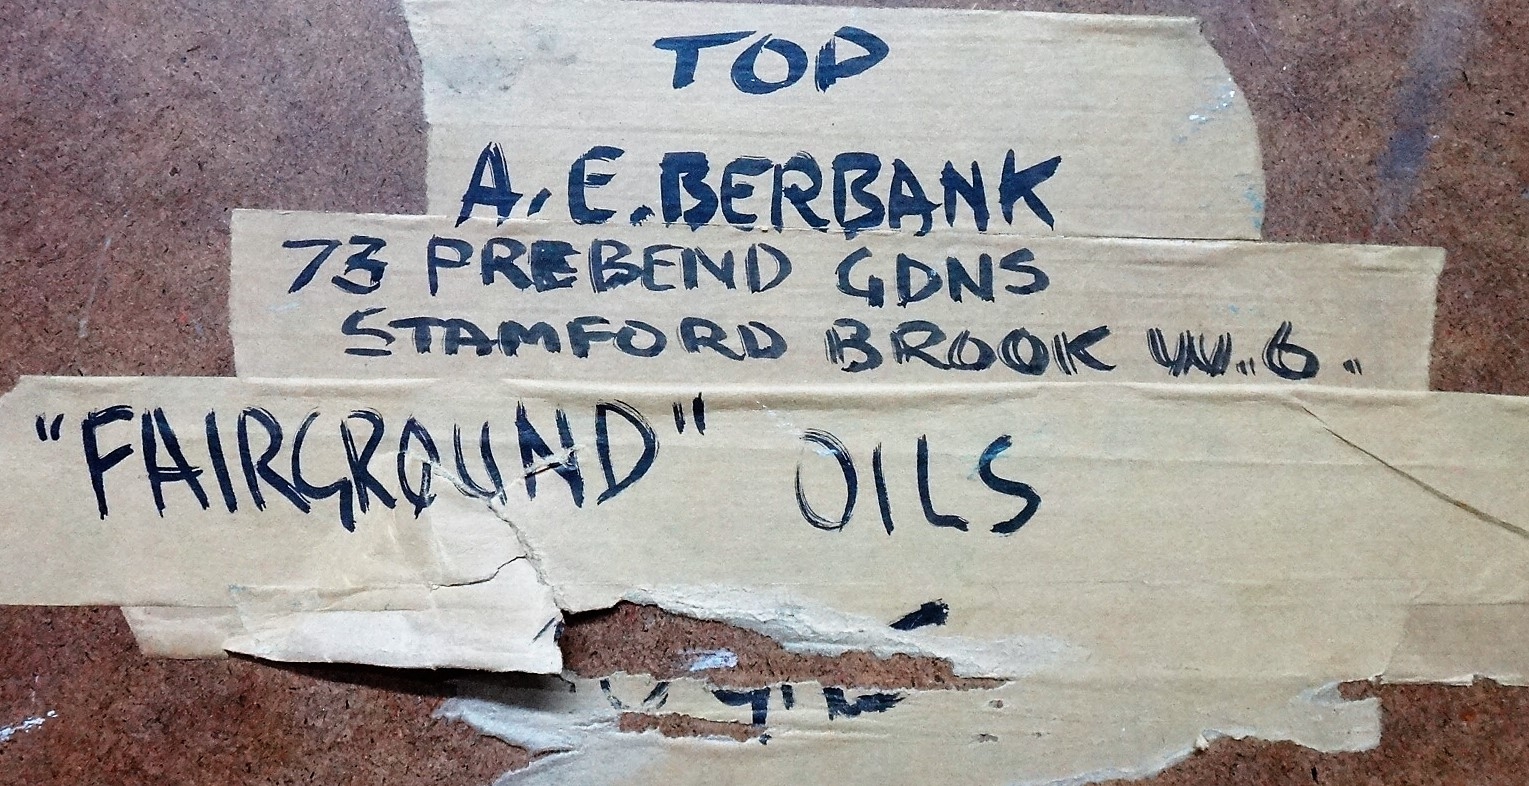 TOP
A. E. BERBANK
73 PREBEND GDNS
STAMFORD BROOK W.6.
"FAIRGROUND" OILS